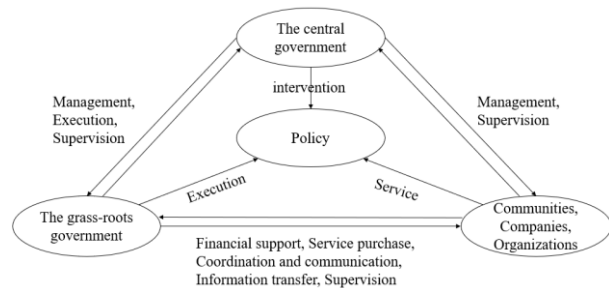 The central
government
intervention
Management,
Execution,
Supervision
Management,
Supervision
Policy
Execution
Service
The grass-roots
government
Communities,
Companies,
Organizations
Financial support, Service purchase,
Coordination and communication,
Information transfer, Supervision